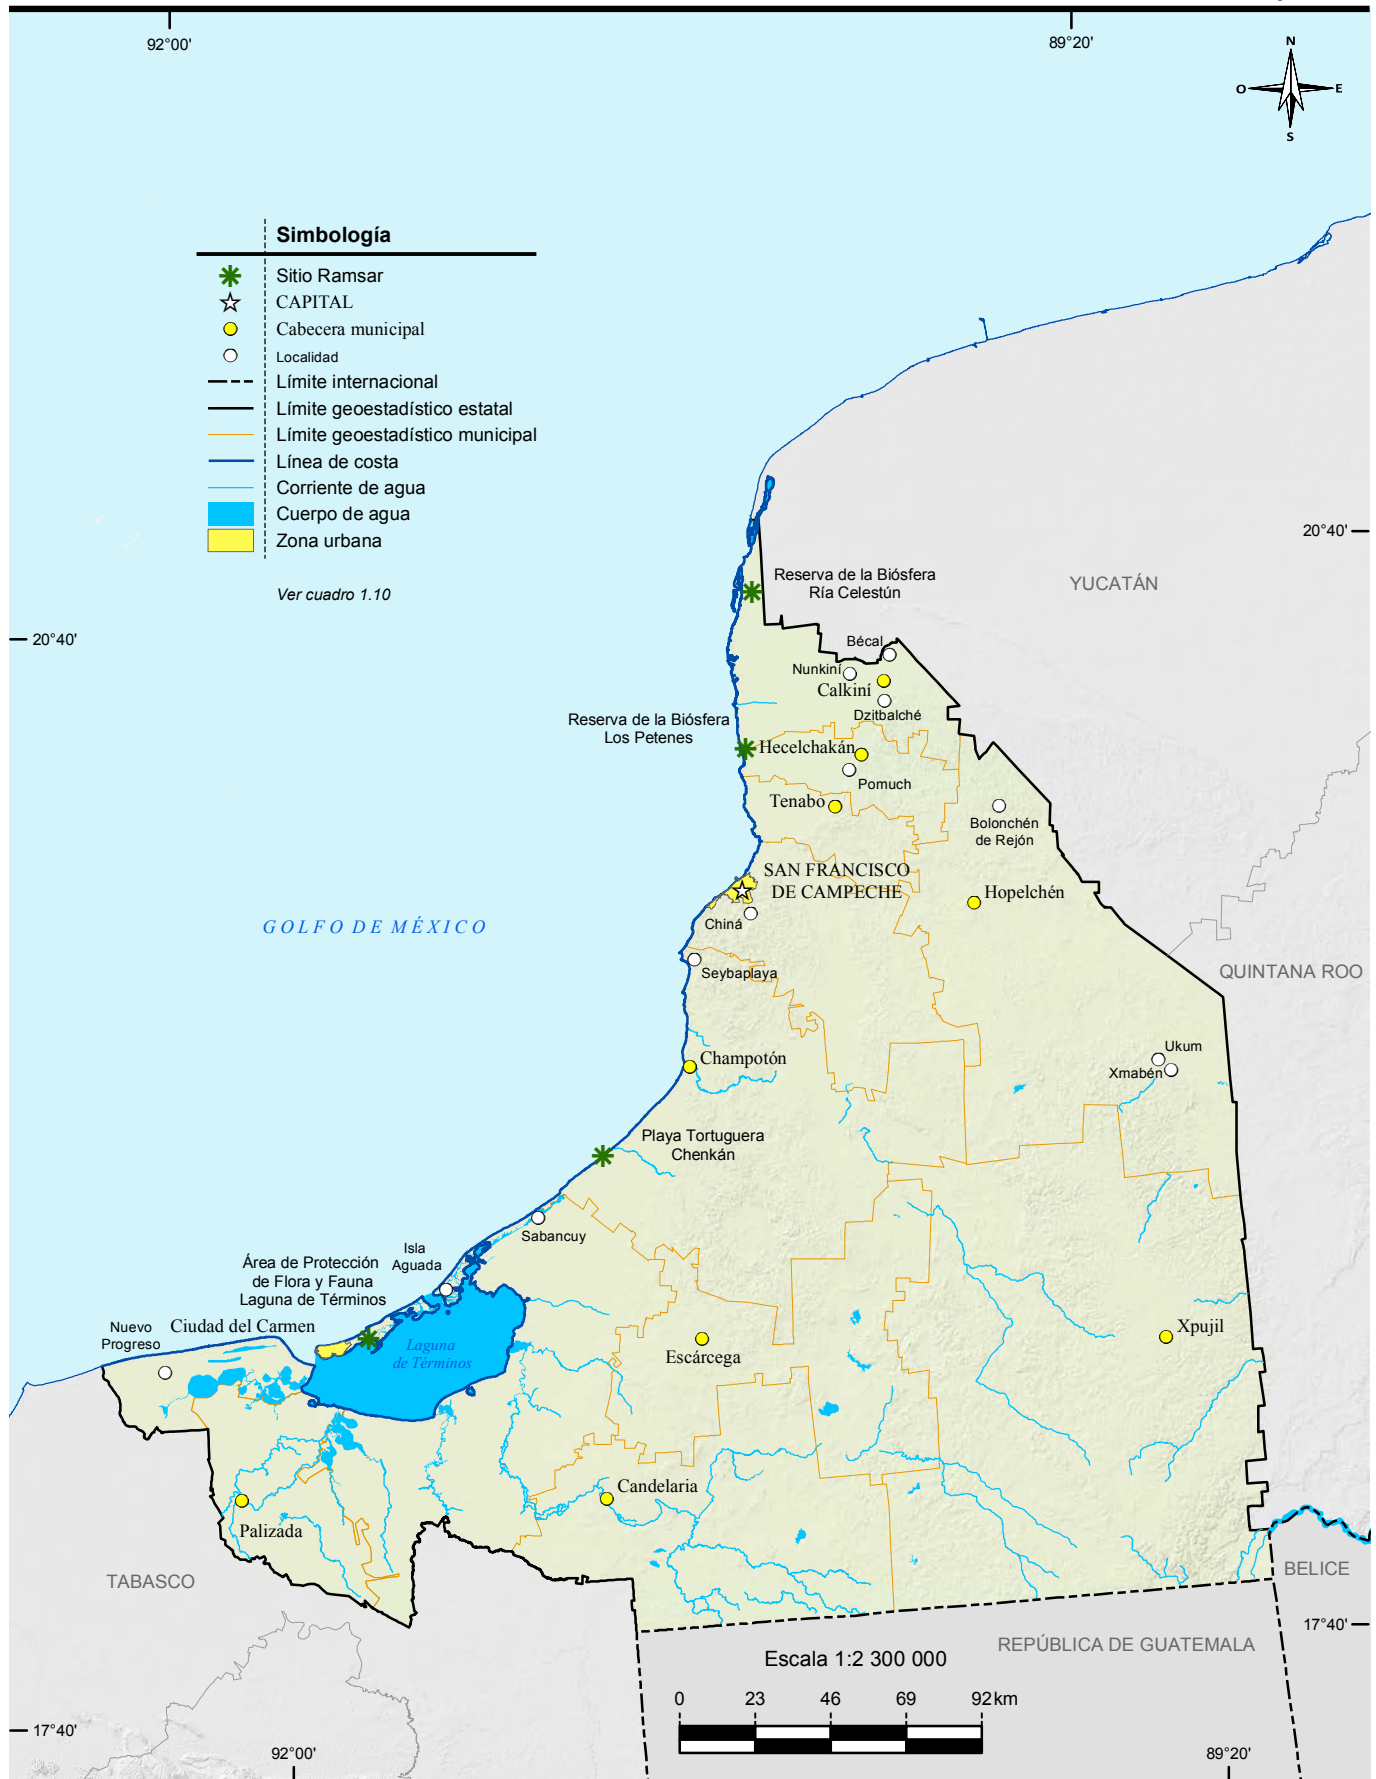 92°00'
89°20'
N
O
E
S
Simbología
Sitio Ramsar
CAPITAL
Cabecera municipal
Localidad
Límite internacional
Límite geoestadístico estatal
Límite geoestadístico municipal
Línea de costa
Corriente de agua
Cuerpo de agua
Zona urbana
Ver cuadro 1.10
20°40'
20°40'
Reserva de la Biósfera
Ría Celestún
YUCATÁN
Bécal
Nunkiní
Calkiní
Dzitbalché
Reserva de la Biósfera
Los Petenes
Hecelchakán
Pomuch
Tenabo
Bolonchén
de Rejón
SAN FRANCISCO
DE CAMPECHE
Hopelchén
Chiná
GOLFO DE MÉXICO
Seybaplaya
QUINTANA ROO
Champotón
Ukum
Xmabén
Playa Tortuguera
Chenkán
Sabancuy
Isla
Aguada
Área de Protección
de Flora y Fauna
Laguna de Términos
Nuevo
Progreso
Ciudad del Carmen
Laguna
de Términos
Escárcega
Xpujil
Candelaria
Palizada
TABASCO
BELICE
17°40'
REPÚBLICA DE GUATEMALA
Escala 1:2 300 000
0 23 46 69 92 km
17°40'
92°00'
89°20'